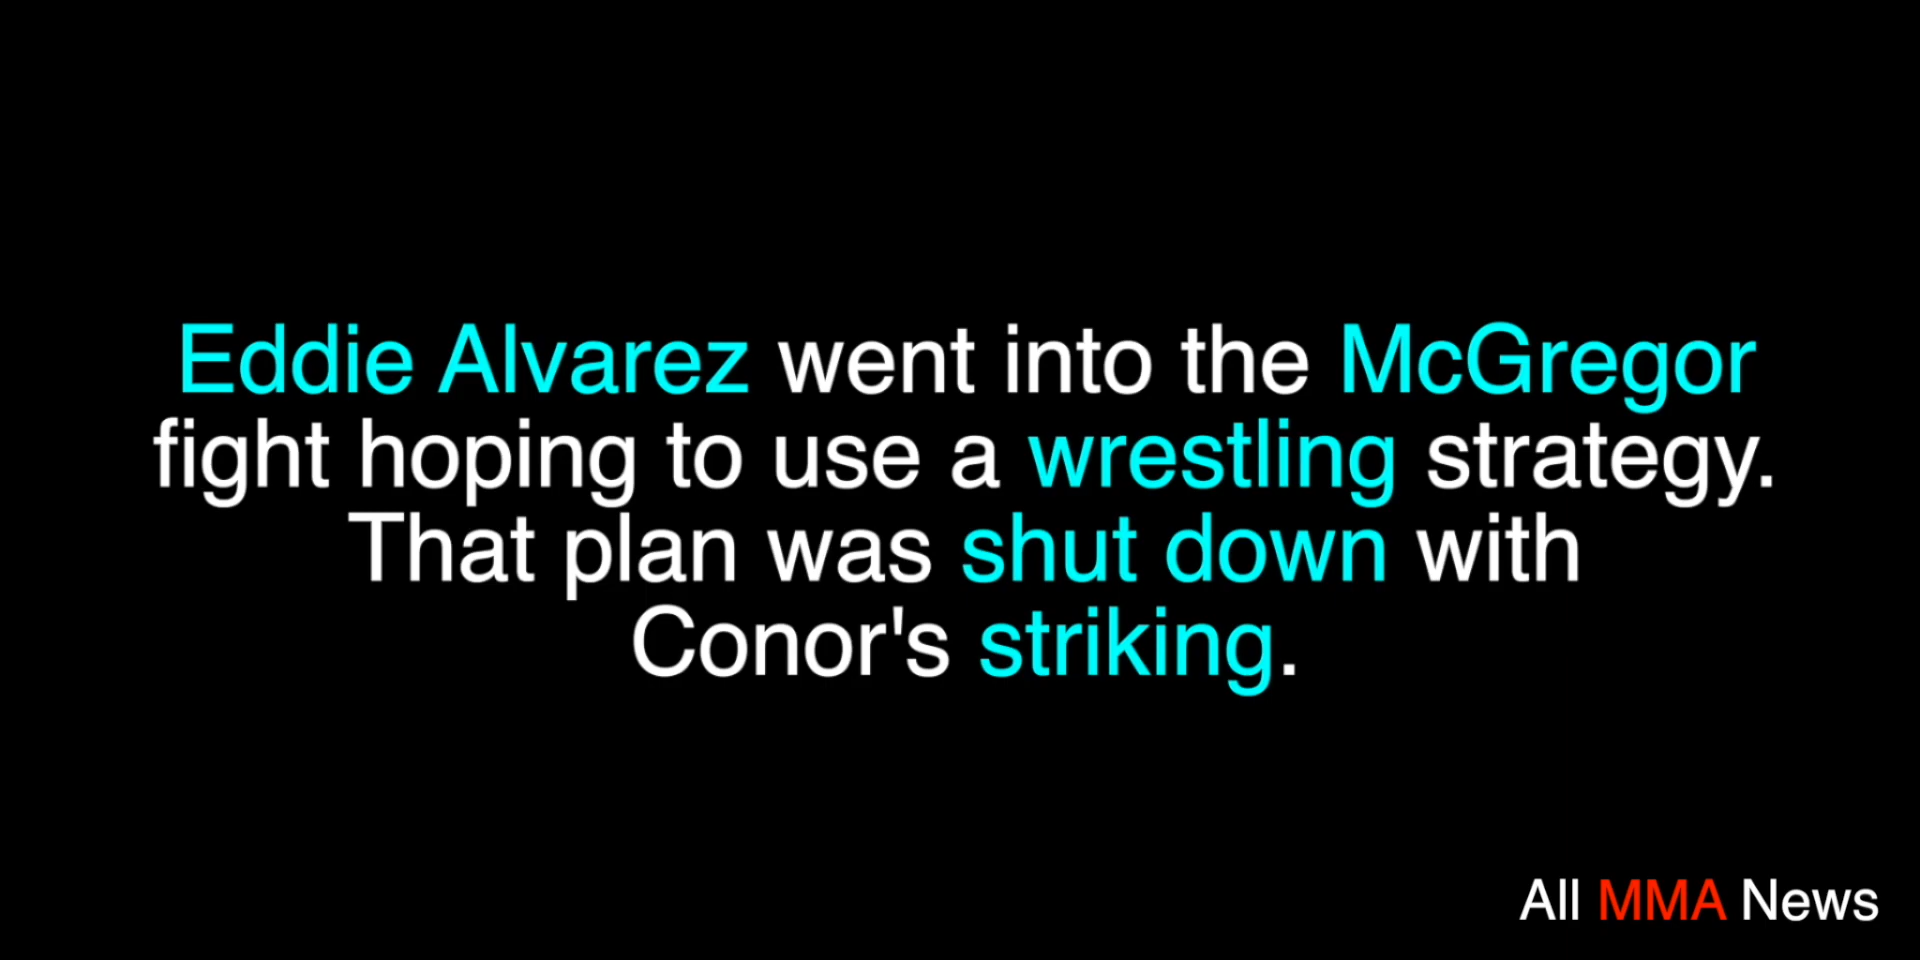 Eddie Alvarez went into the McGregor
fight hoping to use a wrestling strategy.
That plan was shut down with
Conor's striking.
All MMA News